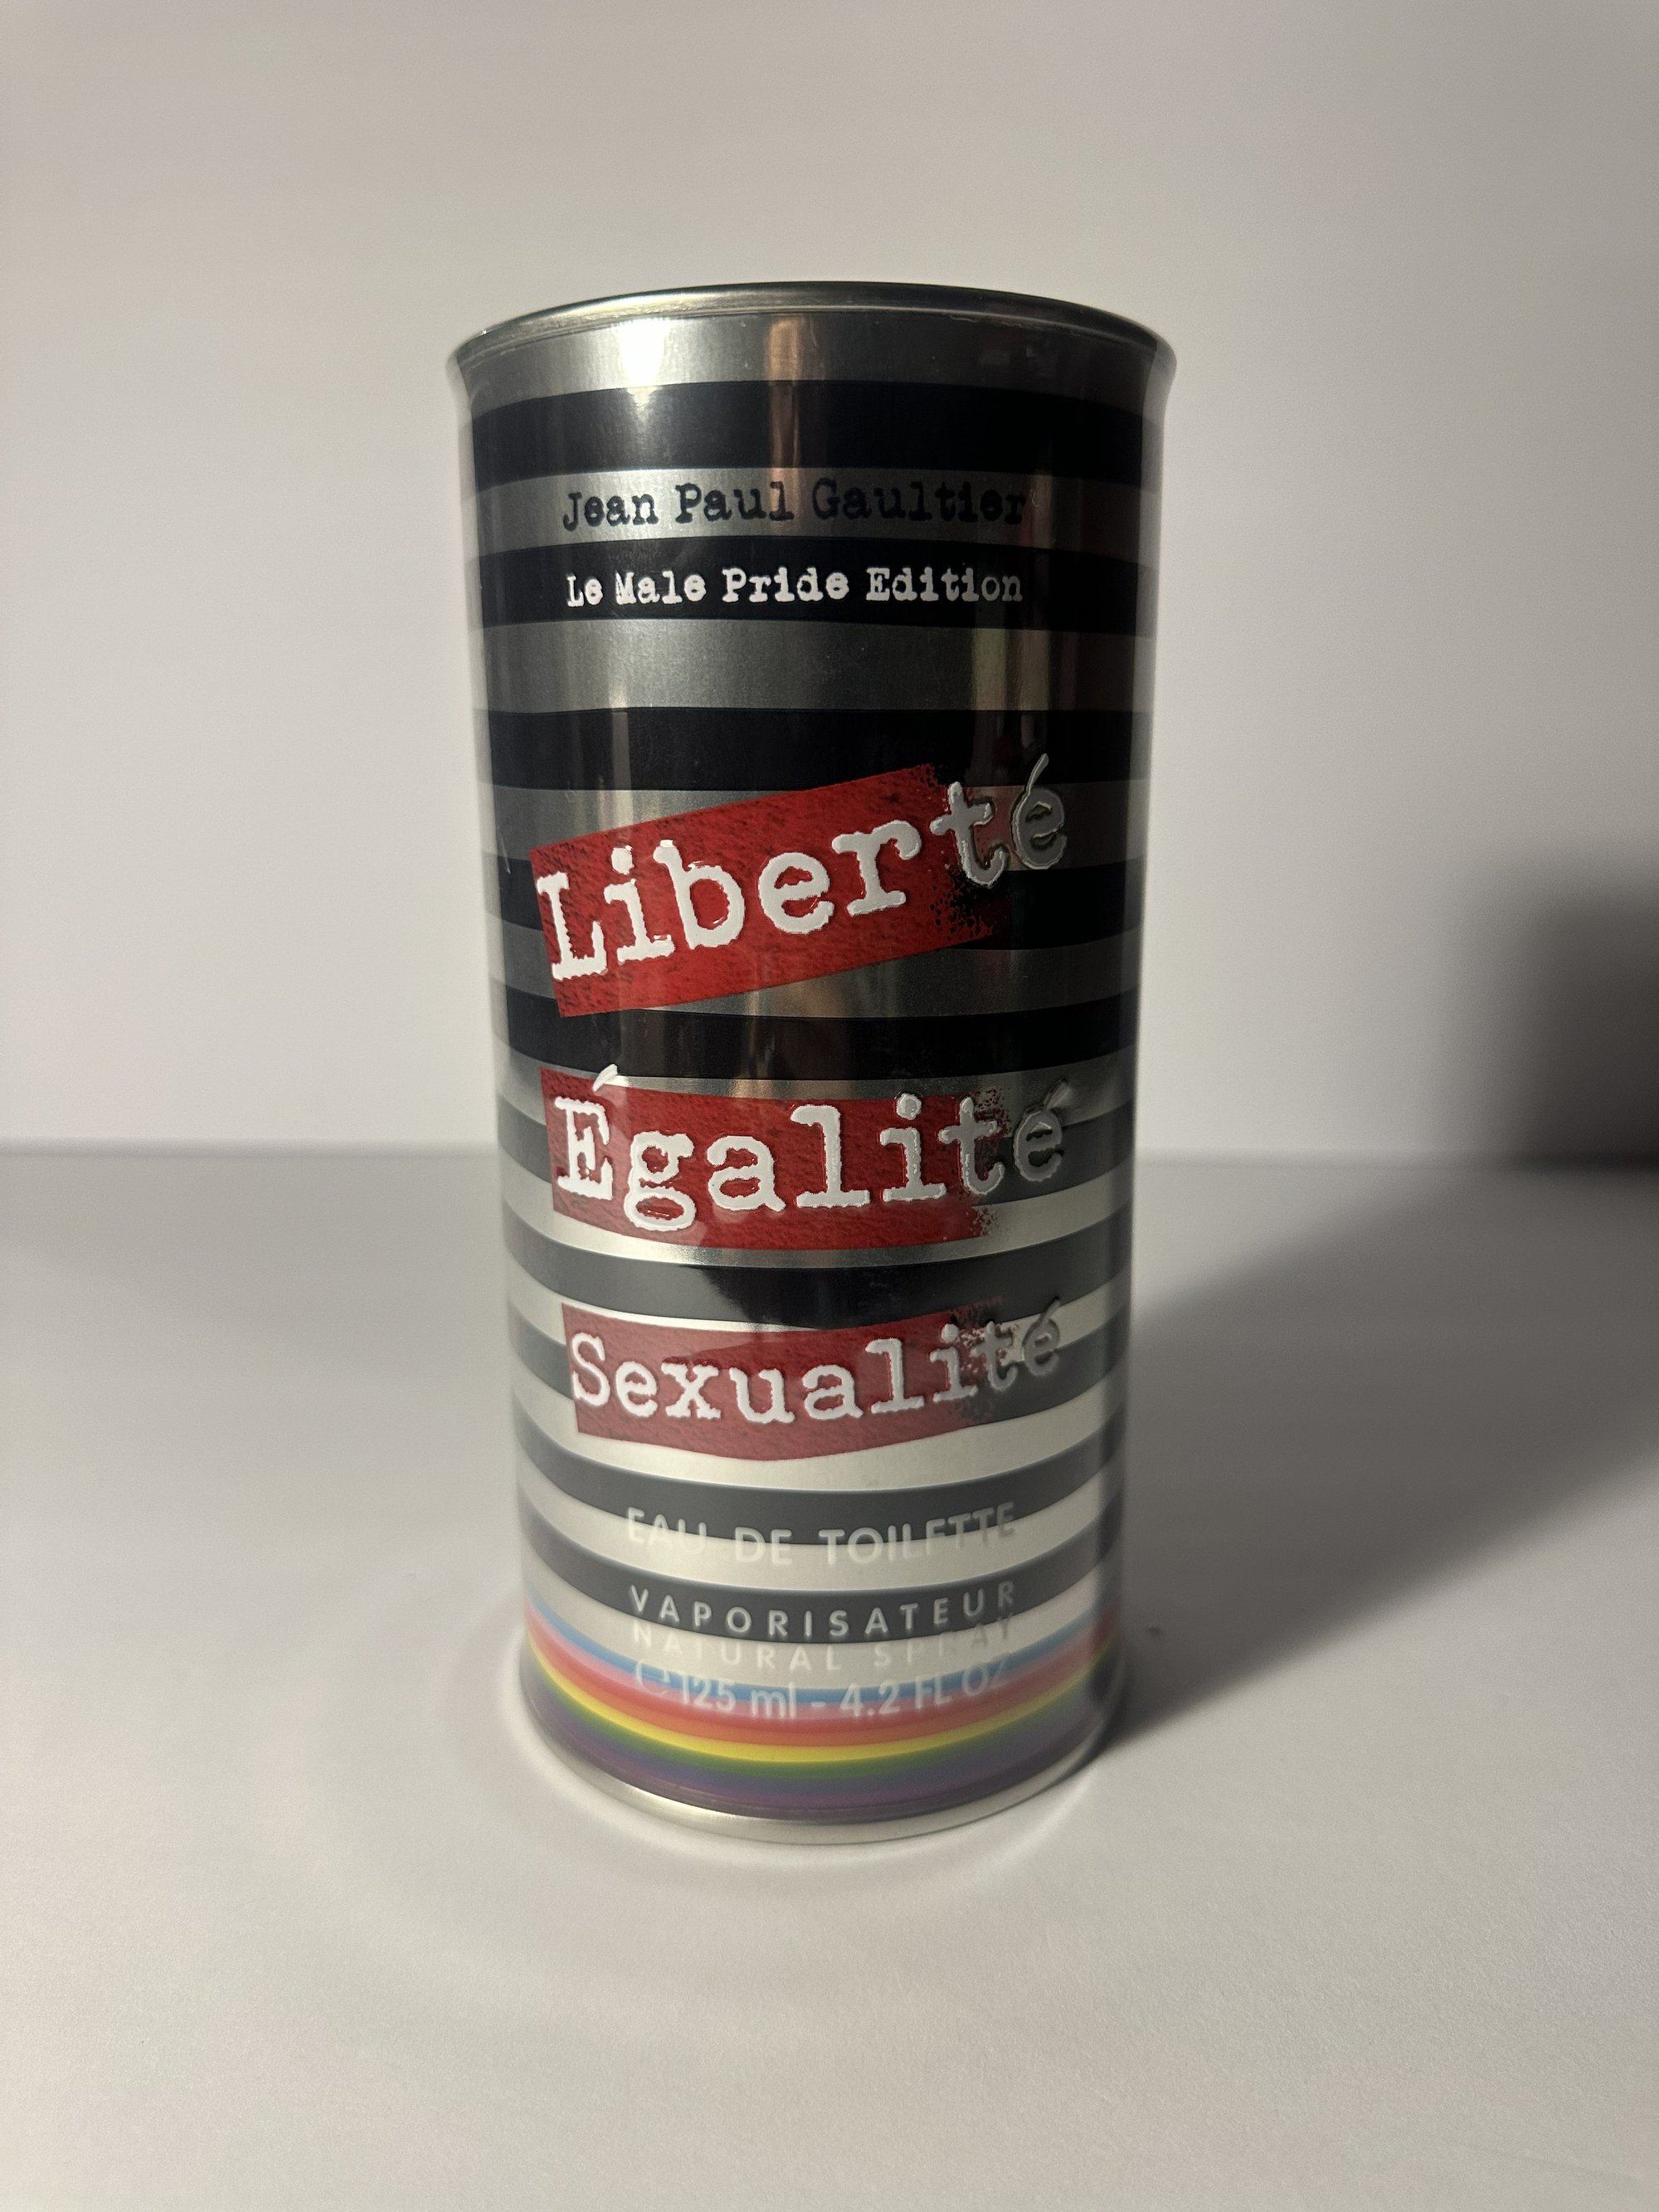 Jean Paul Gaultier
Le Male Pride Edition
Liberté
Égalité
Sexualité
EAU DE TOILETTE
VAPORISATEUR
NATURAL SPRAY
℮ 125 ml - 4.2 FL OZ